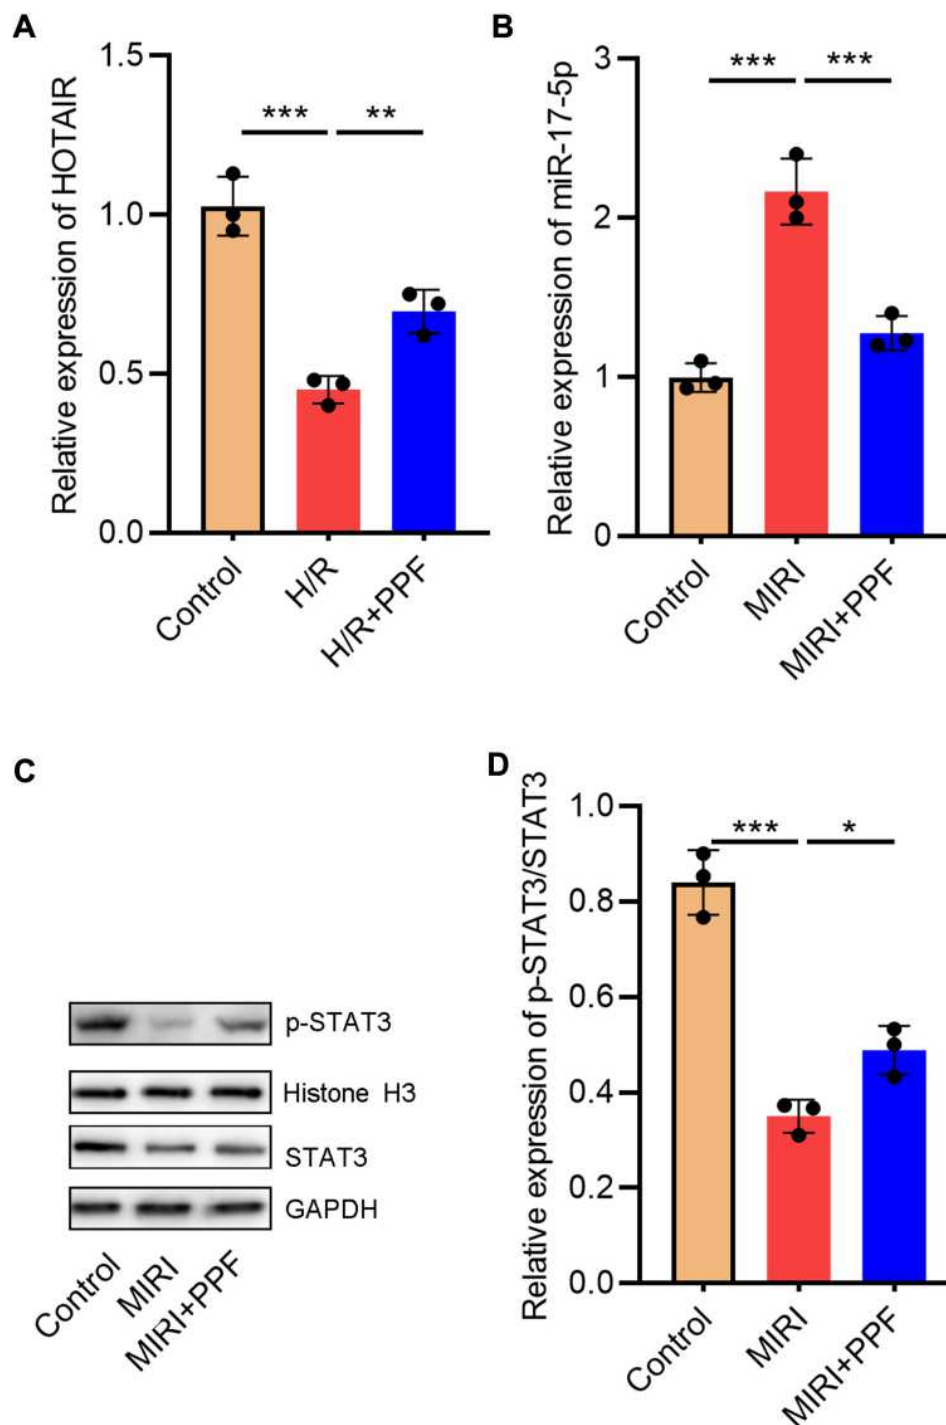 A
Relative expression of HOTAIR
1.5
1.0
0.5
0.0
***
**
Control
H/R
H/R+PPF
B
Relative expression of miR-17-5p
3
2
1
0
***
***
Control
MIRI
MIRI+PPF
C
p-STAT3
Histone H3
STAT3
GAPDH
Control
MIRI
MIRI+PPF
D
Relative expression of p-STAT3/STAT3
0.8
0.6
0.4
0.2
0.0
***
*
Control
MIRI
MIRI+PPF